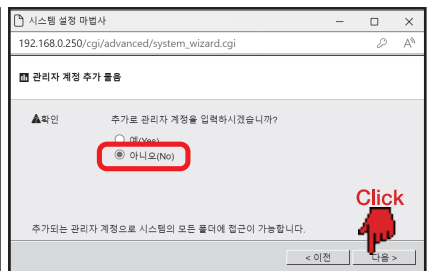 시스템 설정 마법사
192.168.0.250/cgi/advanced/system_wizard.cgi
관리자 계정 추가 물음
확인 추가로 관리자 계정을 입력하시겠습니까?
예(Yes)
아니오(No)
Click
추가되는 관리자 계정으로 시스템의 모든 폴더에 접근이 가능합니다.
< 이전 다음 >